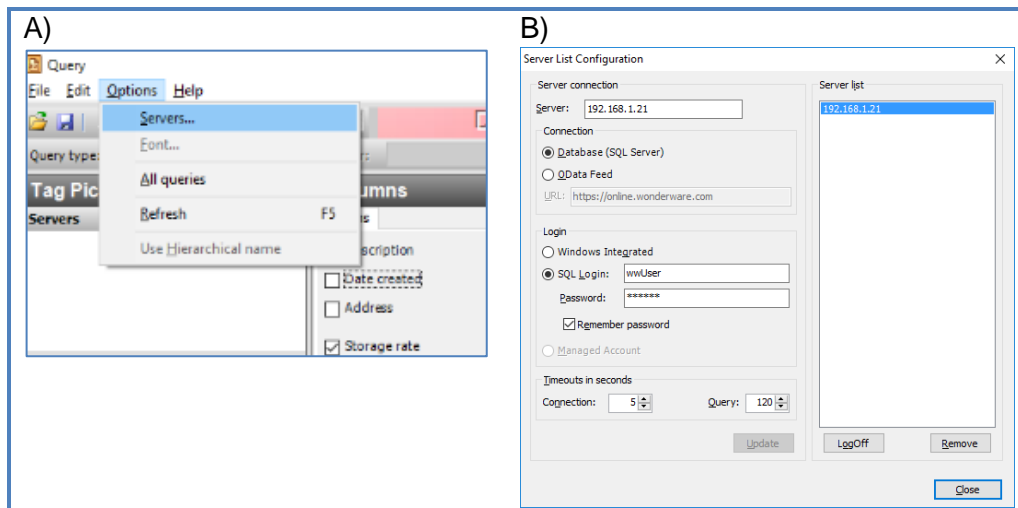 A)
Query
File Edit Options Help
Servers...
Font...
Query type:
All queries
Tag Pic
umns
Refresh F5
Servers
Use Hierarchical name
scription
Date created
Address
Storage rate
B)
Server List Configuration
Server connection
Server: 192.168.1.21
Connection
Database (SQL Server)
OData Feed
URL: https://online.wonderware.com
Login
Windows Integrated
SQL Login: wwUser
Password: ******
Remember password
Managed Account
Timeouts in seconds
Connection: 5 Query: 120
Update
Server list
192.168.1.21
LogOff Remove
Close